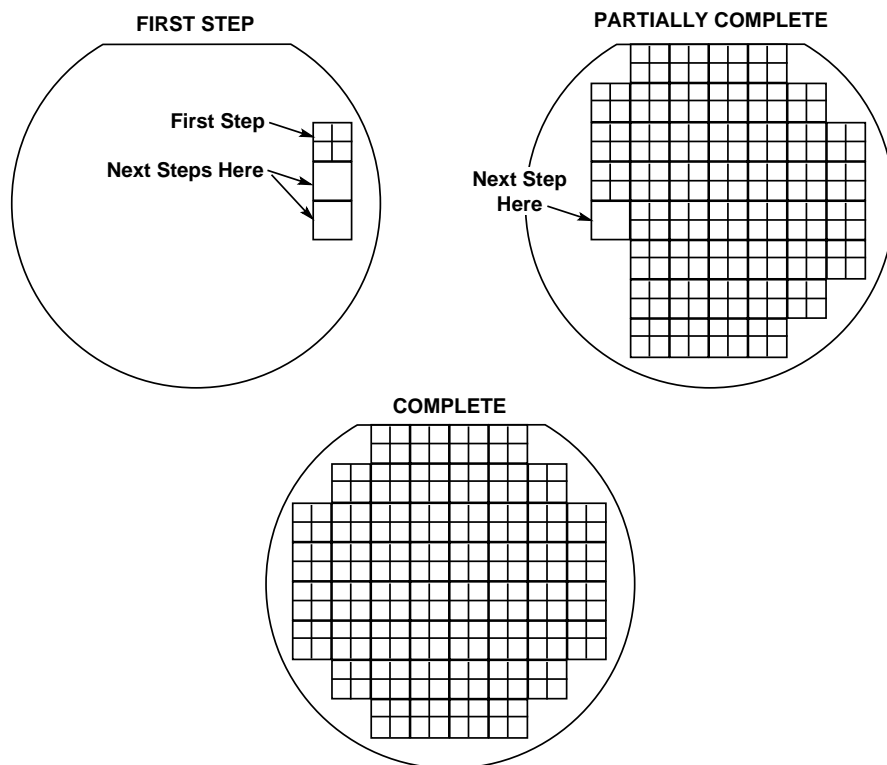 FIRST STEP
First Step
Next Steps Here
PARTIALLY COMPLETE
Next Step
Here
COMPLETE